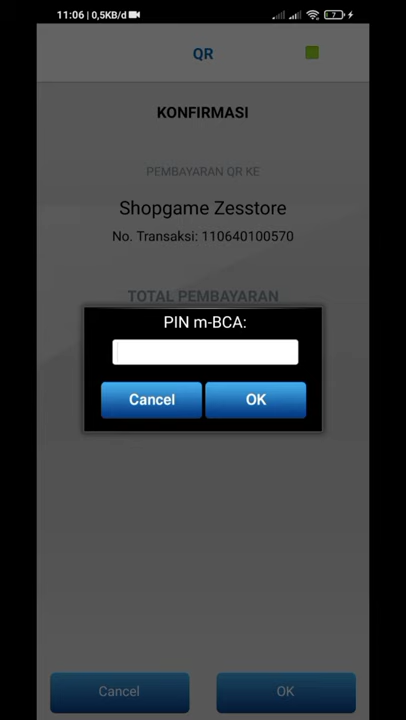 11:06 | 0,5KB/d
7
QR
KONFIRMASI
PEMBAYARAN QR KE
Shopgame Zesstore
No. Transaksi: 110640100570
TOTAL PEMBAYARAN
PIN m-BCA:
Cancel OK
Cancel OK